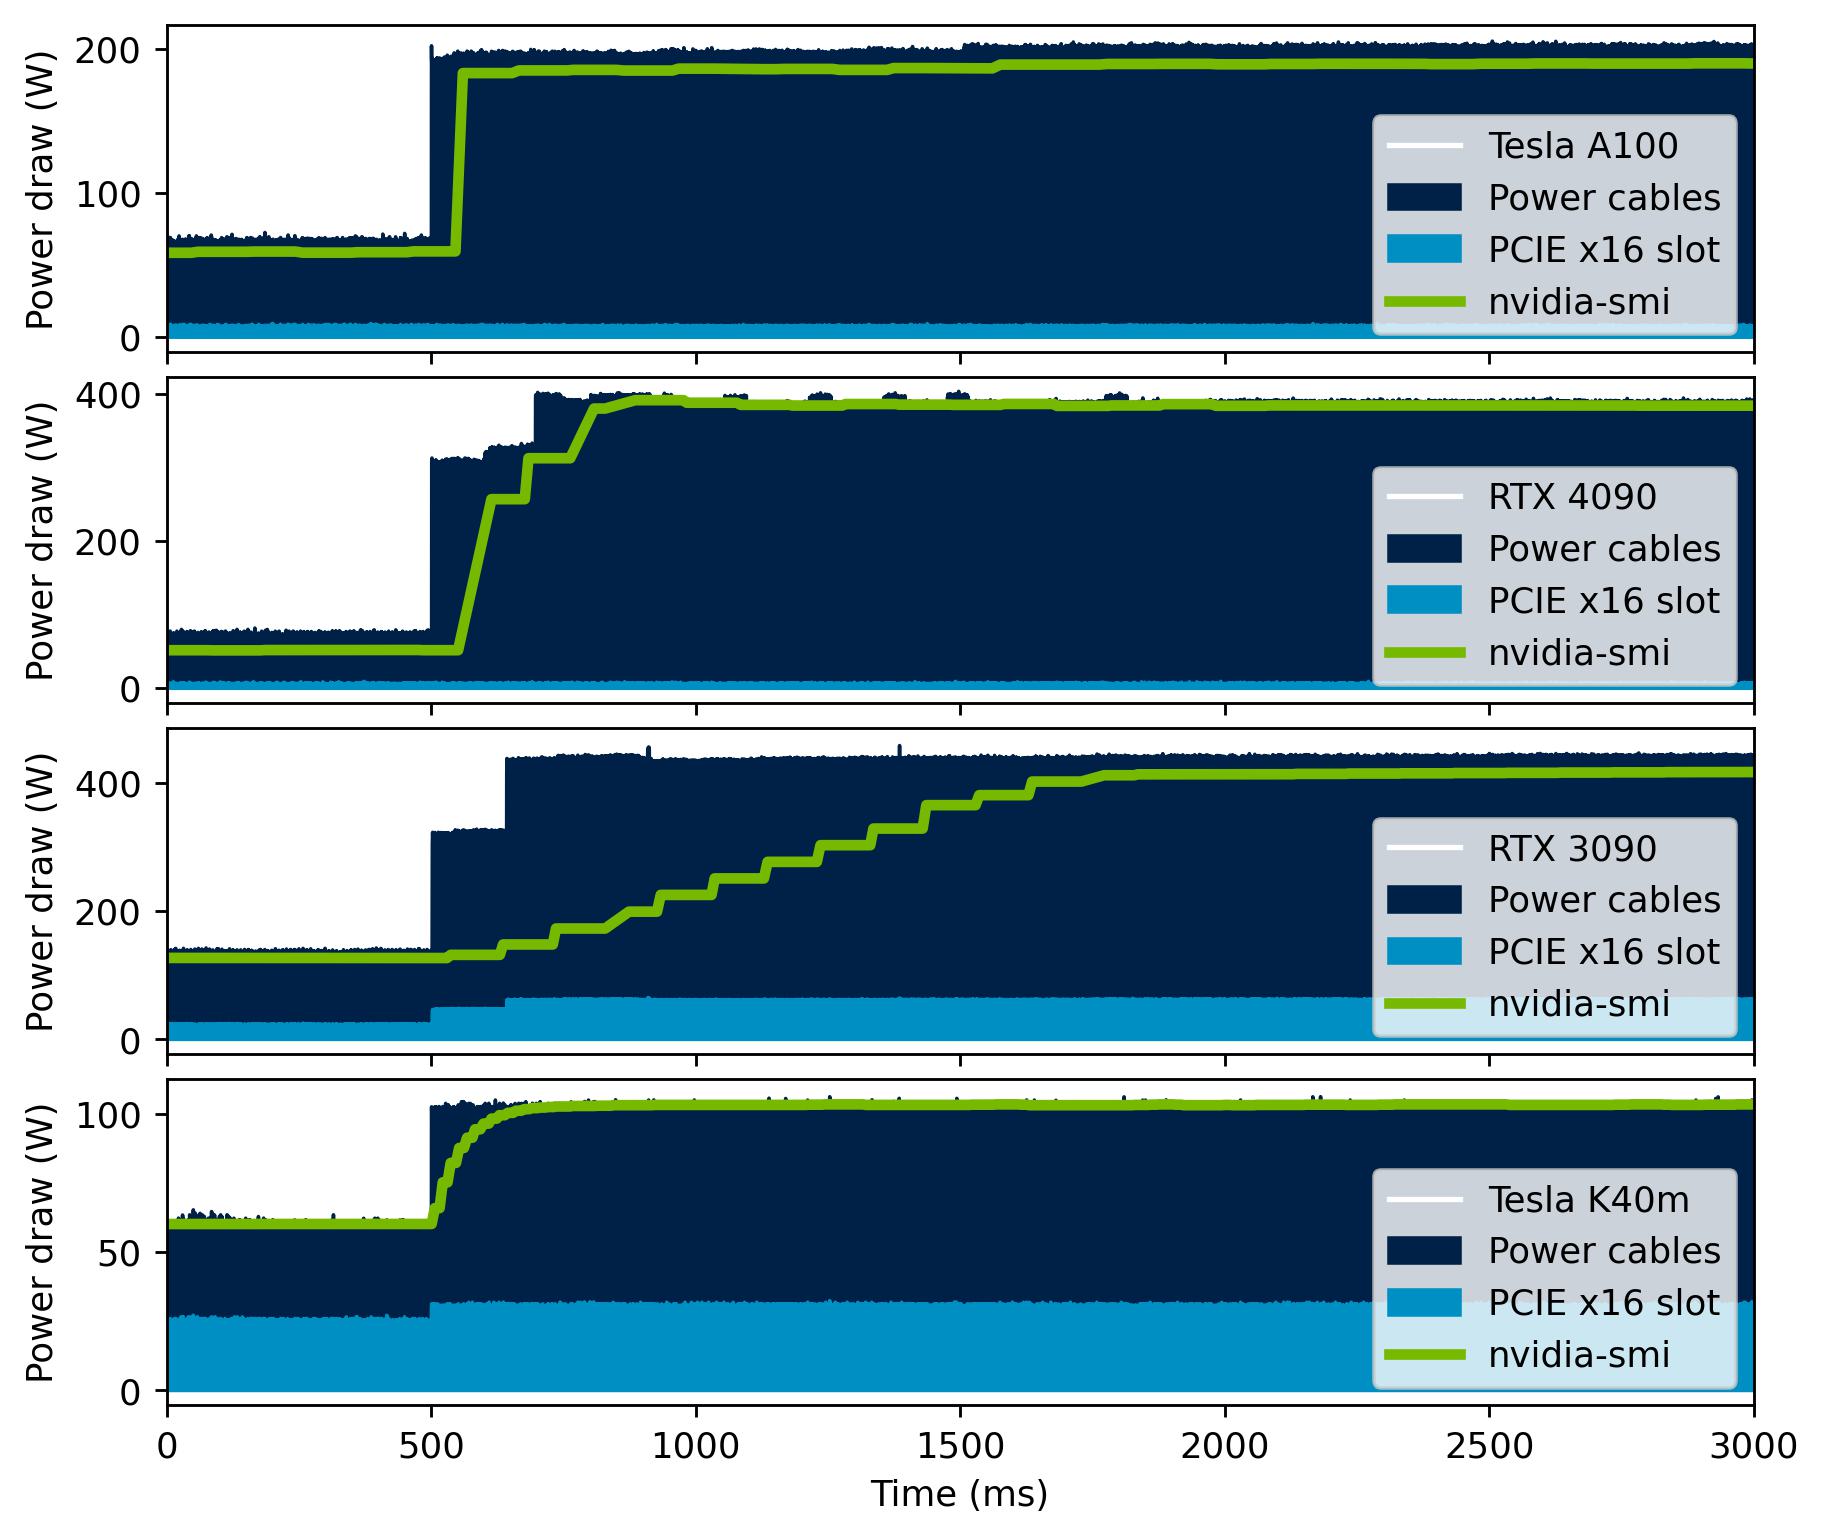 Power draw (W)
200
100
0
Tesla A100
Power cables
PCIE x16 slot
nvidia-smi
Power draw (W)
400
200
0
RTX 4090
Power cables
PCIE x16 slot
nvidia-smi
Power draw (W)
400
200
0
RTX 3090
Power cables
PCIE x16 slot
nvidia-smi
Power draw (W)
100
50
0
Tesla K40m
Power cables
PCIE x16 slot
nvidia-smi
0 500 1000 1500 2000 2500 3000
Time (ms)